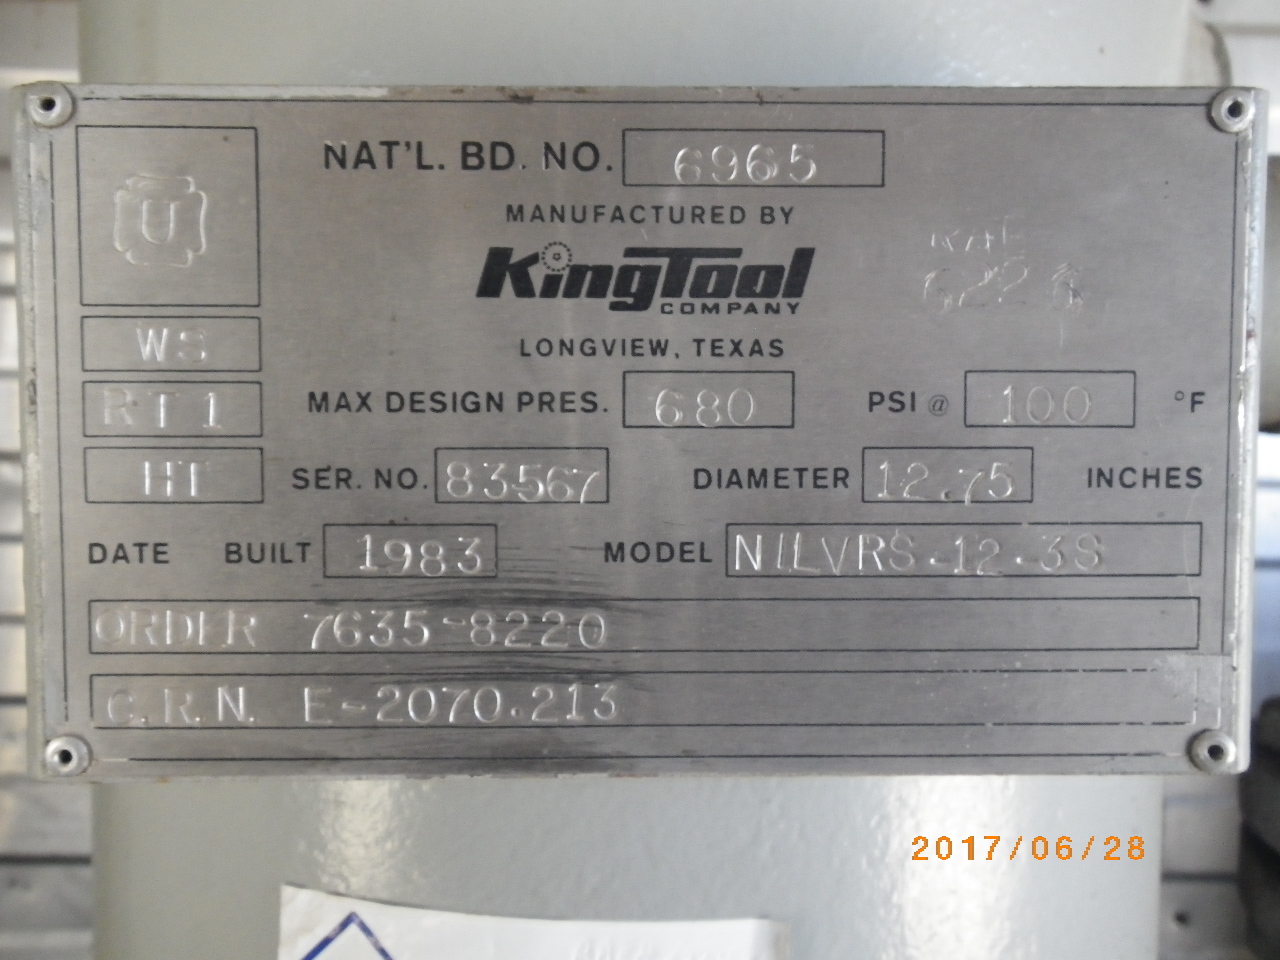 NAT'L. BD. NO. 6965
U
MANUFACTURED BY
KingTool
COMPANY
WS
LONGVIEW, TEXAS
RT1 MAX DESIGN PRES. 680 PSI @ 100 °F
HT SER. NO. 83567 DIAMETER 12.75 INCHES
DATE BUILT 1983 MODEL NILVRS-12-3S
ORDER 7635-8220
C.R.N. E-2070.213
2017/06/28